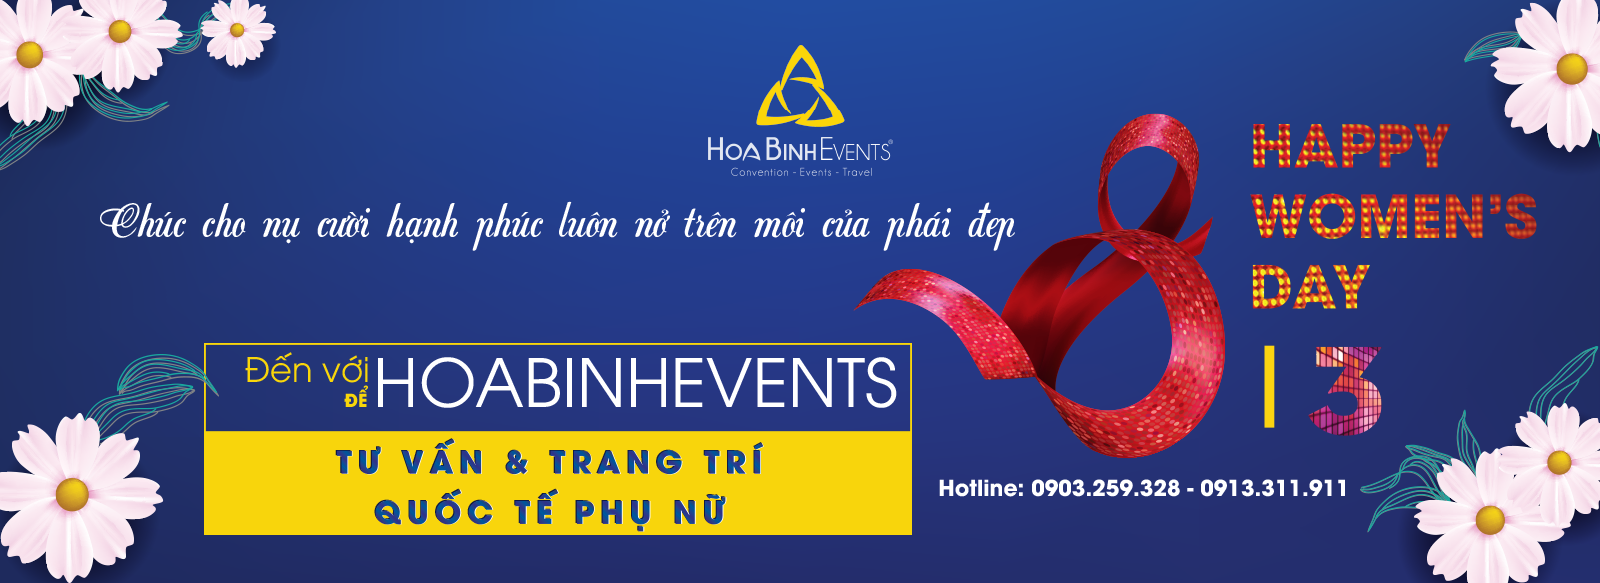 HOA BINH EVENTS®
Convention - Events - Travel
Chúc cho nụ cười hạnh phúc luôn nở trên môi của phái đẹp
8
HAPPY
WOMEN'S
DAY
| 3
Đến với
ĐỂ
HOABINHEVENTS
TƯ VẤN & TRANG TRÍ
QUỐC TẾ PHỤ NỮ
Hotline: 0903.259.328 - 0913.311.911